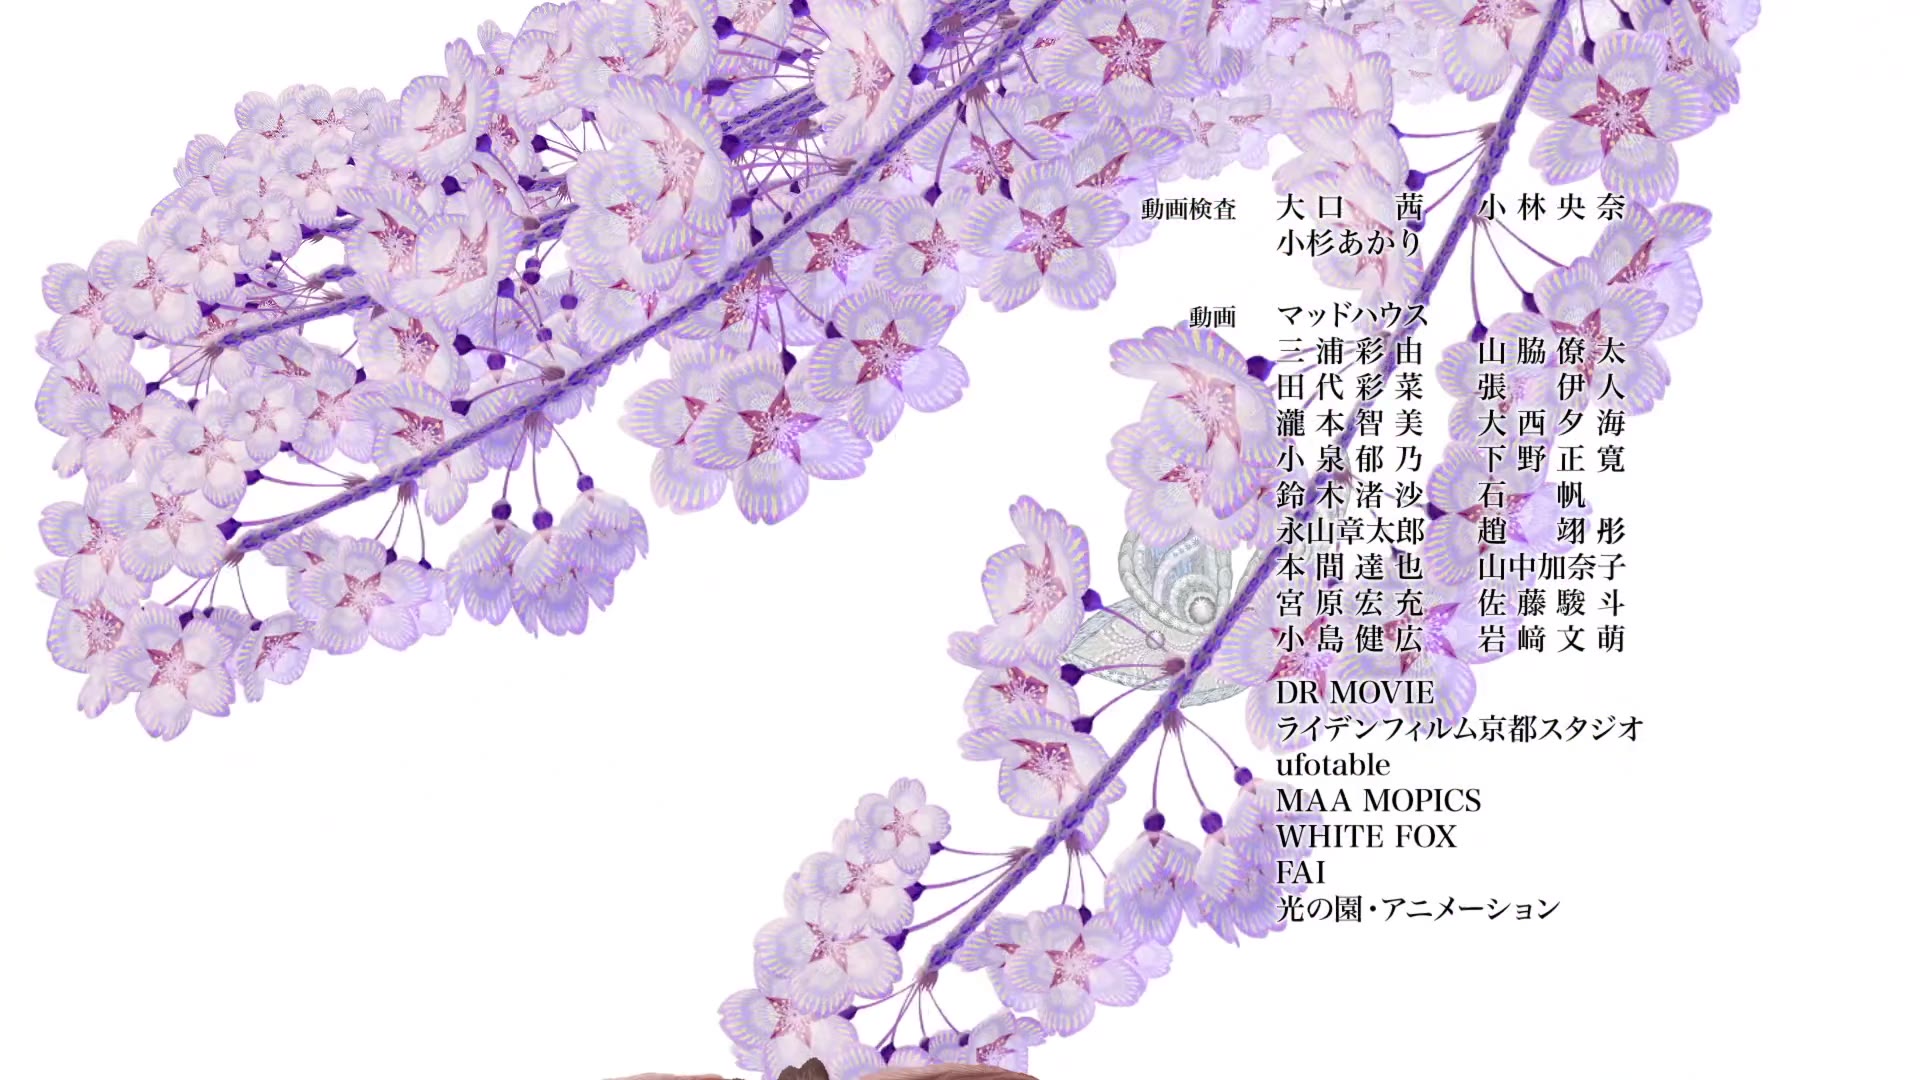 動画検査 大口 茜 小林央奈
小杉あかり
動画 マッドハウス
三浦彩由 山脇僚太
田代彩菜 張 伊人
瀧本智美 大西夕海
小泉郁乃 下野正寛
鈴木渚沙 石 帆
永山章太郎 趙 翊彤
本間達也 山中加奈子
宮原宏充 佐藤駿斗
小島健広 岩﨑文萌
DR MOVIE
ライデンフィルム京都スタジオ
ufotable
MAA MOPICS
WHITE FOX
FAI
光の園・アニメーション